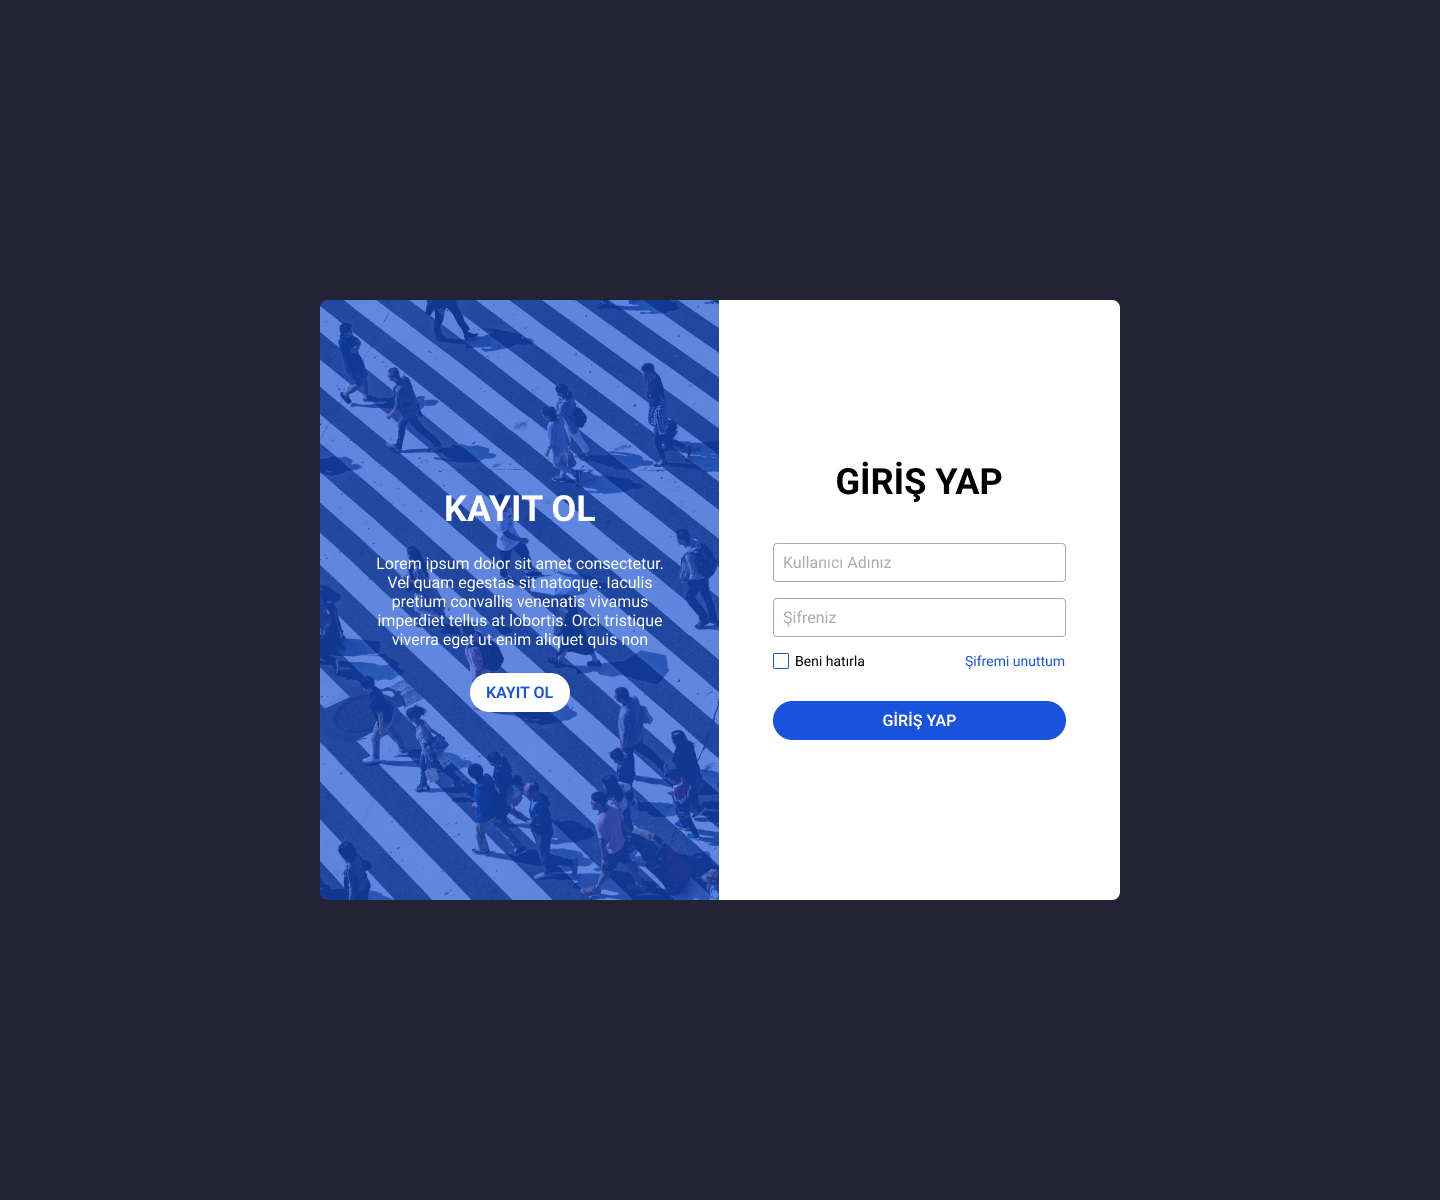 KAYIT OL
Lorem ipsum dolor sit amet consectetur.
Vel quam egestas sit natoque. Iaculis
pretium convallis venenatis vivamus
imperdiet tellus at lobortis. Orci tristique
viverra eget ut enim aliquet quis non
KAYIT OL
GİRİŞ YAP
Kullanıcı Adınız
Şifreniz
Beni hatırla
Şifremi unuttum
GİRİŞ YAP